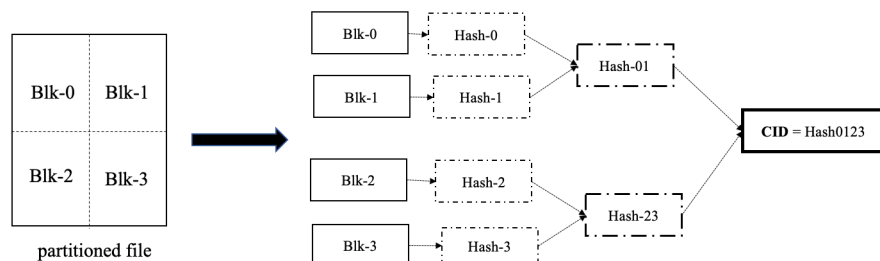 Blk-0 Blk-1
Blk-2 Blk-3
partitioned file
Blk-0 Hash-0
Blk-1 Hash-1
Hash-01
Blk-2 Hash-2
Blk-3 Hash-3
Hash-23
CID = Hash0123